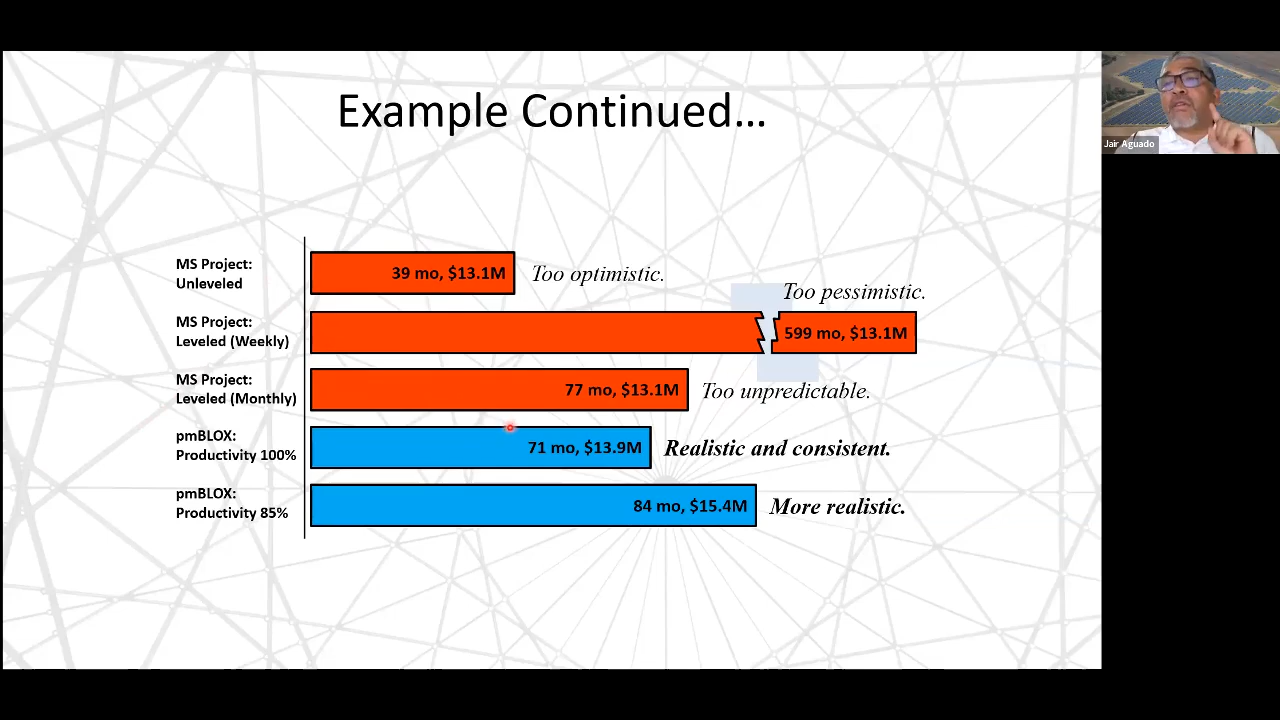 Example Continued...
Jair Aguado
MS Project:
Unleveled
39 mo, $13.1M
Too optimistic.
Too pessimistic.
MS Project:
Leveled (Weekly)
599 mo, $13.1M
MS Project:
Leveled (Monthly)
77 mo, $13.1M
Too unpredictable.
pmBLOX:
Productivity 100%
71 mo, $13.9M
Realistic and consistent.
pmBLOX:
Productivity 85%
84 mo, $15.4M
More realistic.